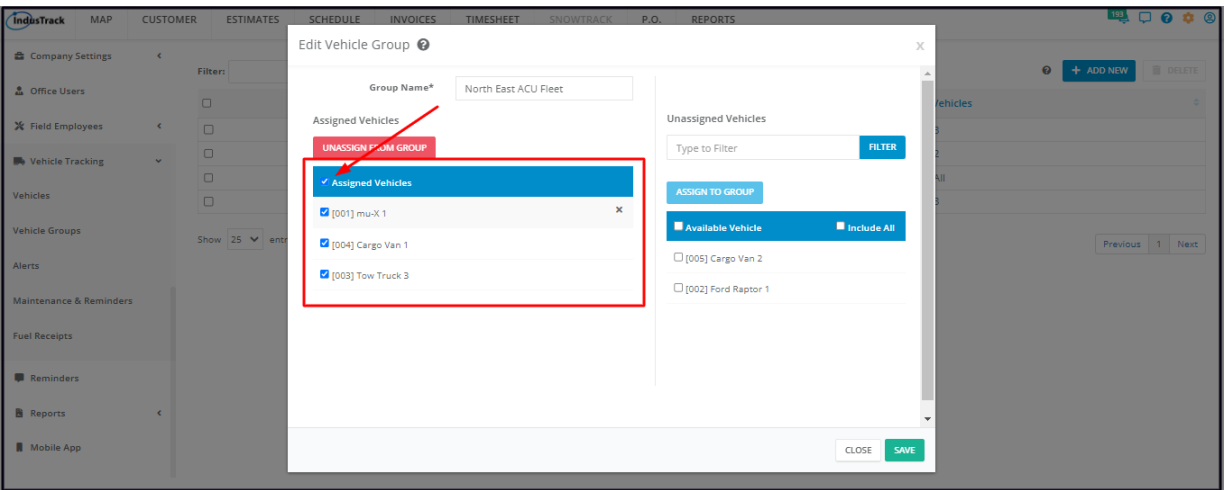 IndusTrack MAP CUSTOMER ESTIMATES SCHEDULE INVOICES TIMESHEET SNOWTRACK P.O. REPORTS 193
Company Settings
Office Users
Field Employees
Vehicle Tracking
Vehicles
Vehicle Groups
Alerts
Maintenance & Reminders
Fuel Receipts
Reminders
Reports
Mobile App
Filter:
Show 25 entr
Edit Vehicle Group
x
Group Name* North East ACU Fleet
Assigned Vehicles
UNASSIGN FROM GROUP
Assigned Vehicles
[001] mu-X 1
[004] Cargo Van 1
[003] Tow Truck 3
Unassigned Vehicles
Type to Filter FILTER
ASSIGN TO GROUP
Available Vehicle Include All
[005] Cargo Van 2
[002] Ford Raptor 1
CLOSE SAVE
+ ADD NEW DELETE
Vehicles
3
2
All
3
Previous 1 Next